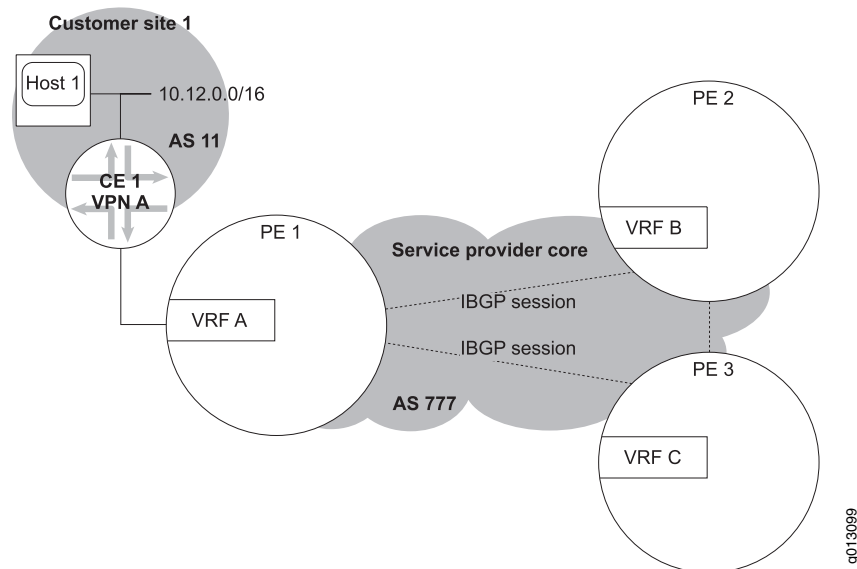 Customer site 1
Host 1
10.12.0.0/16
AS 11
CE 1
VPN A
PE 1
VRF A
Service provider core
IBGP session
IBGP session
AS 777
PE 2
VRF B
PE 3
VRF C
g013099